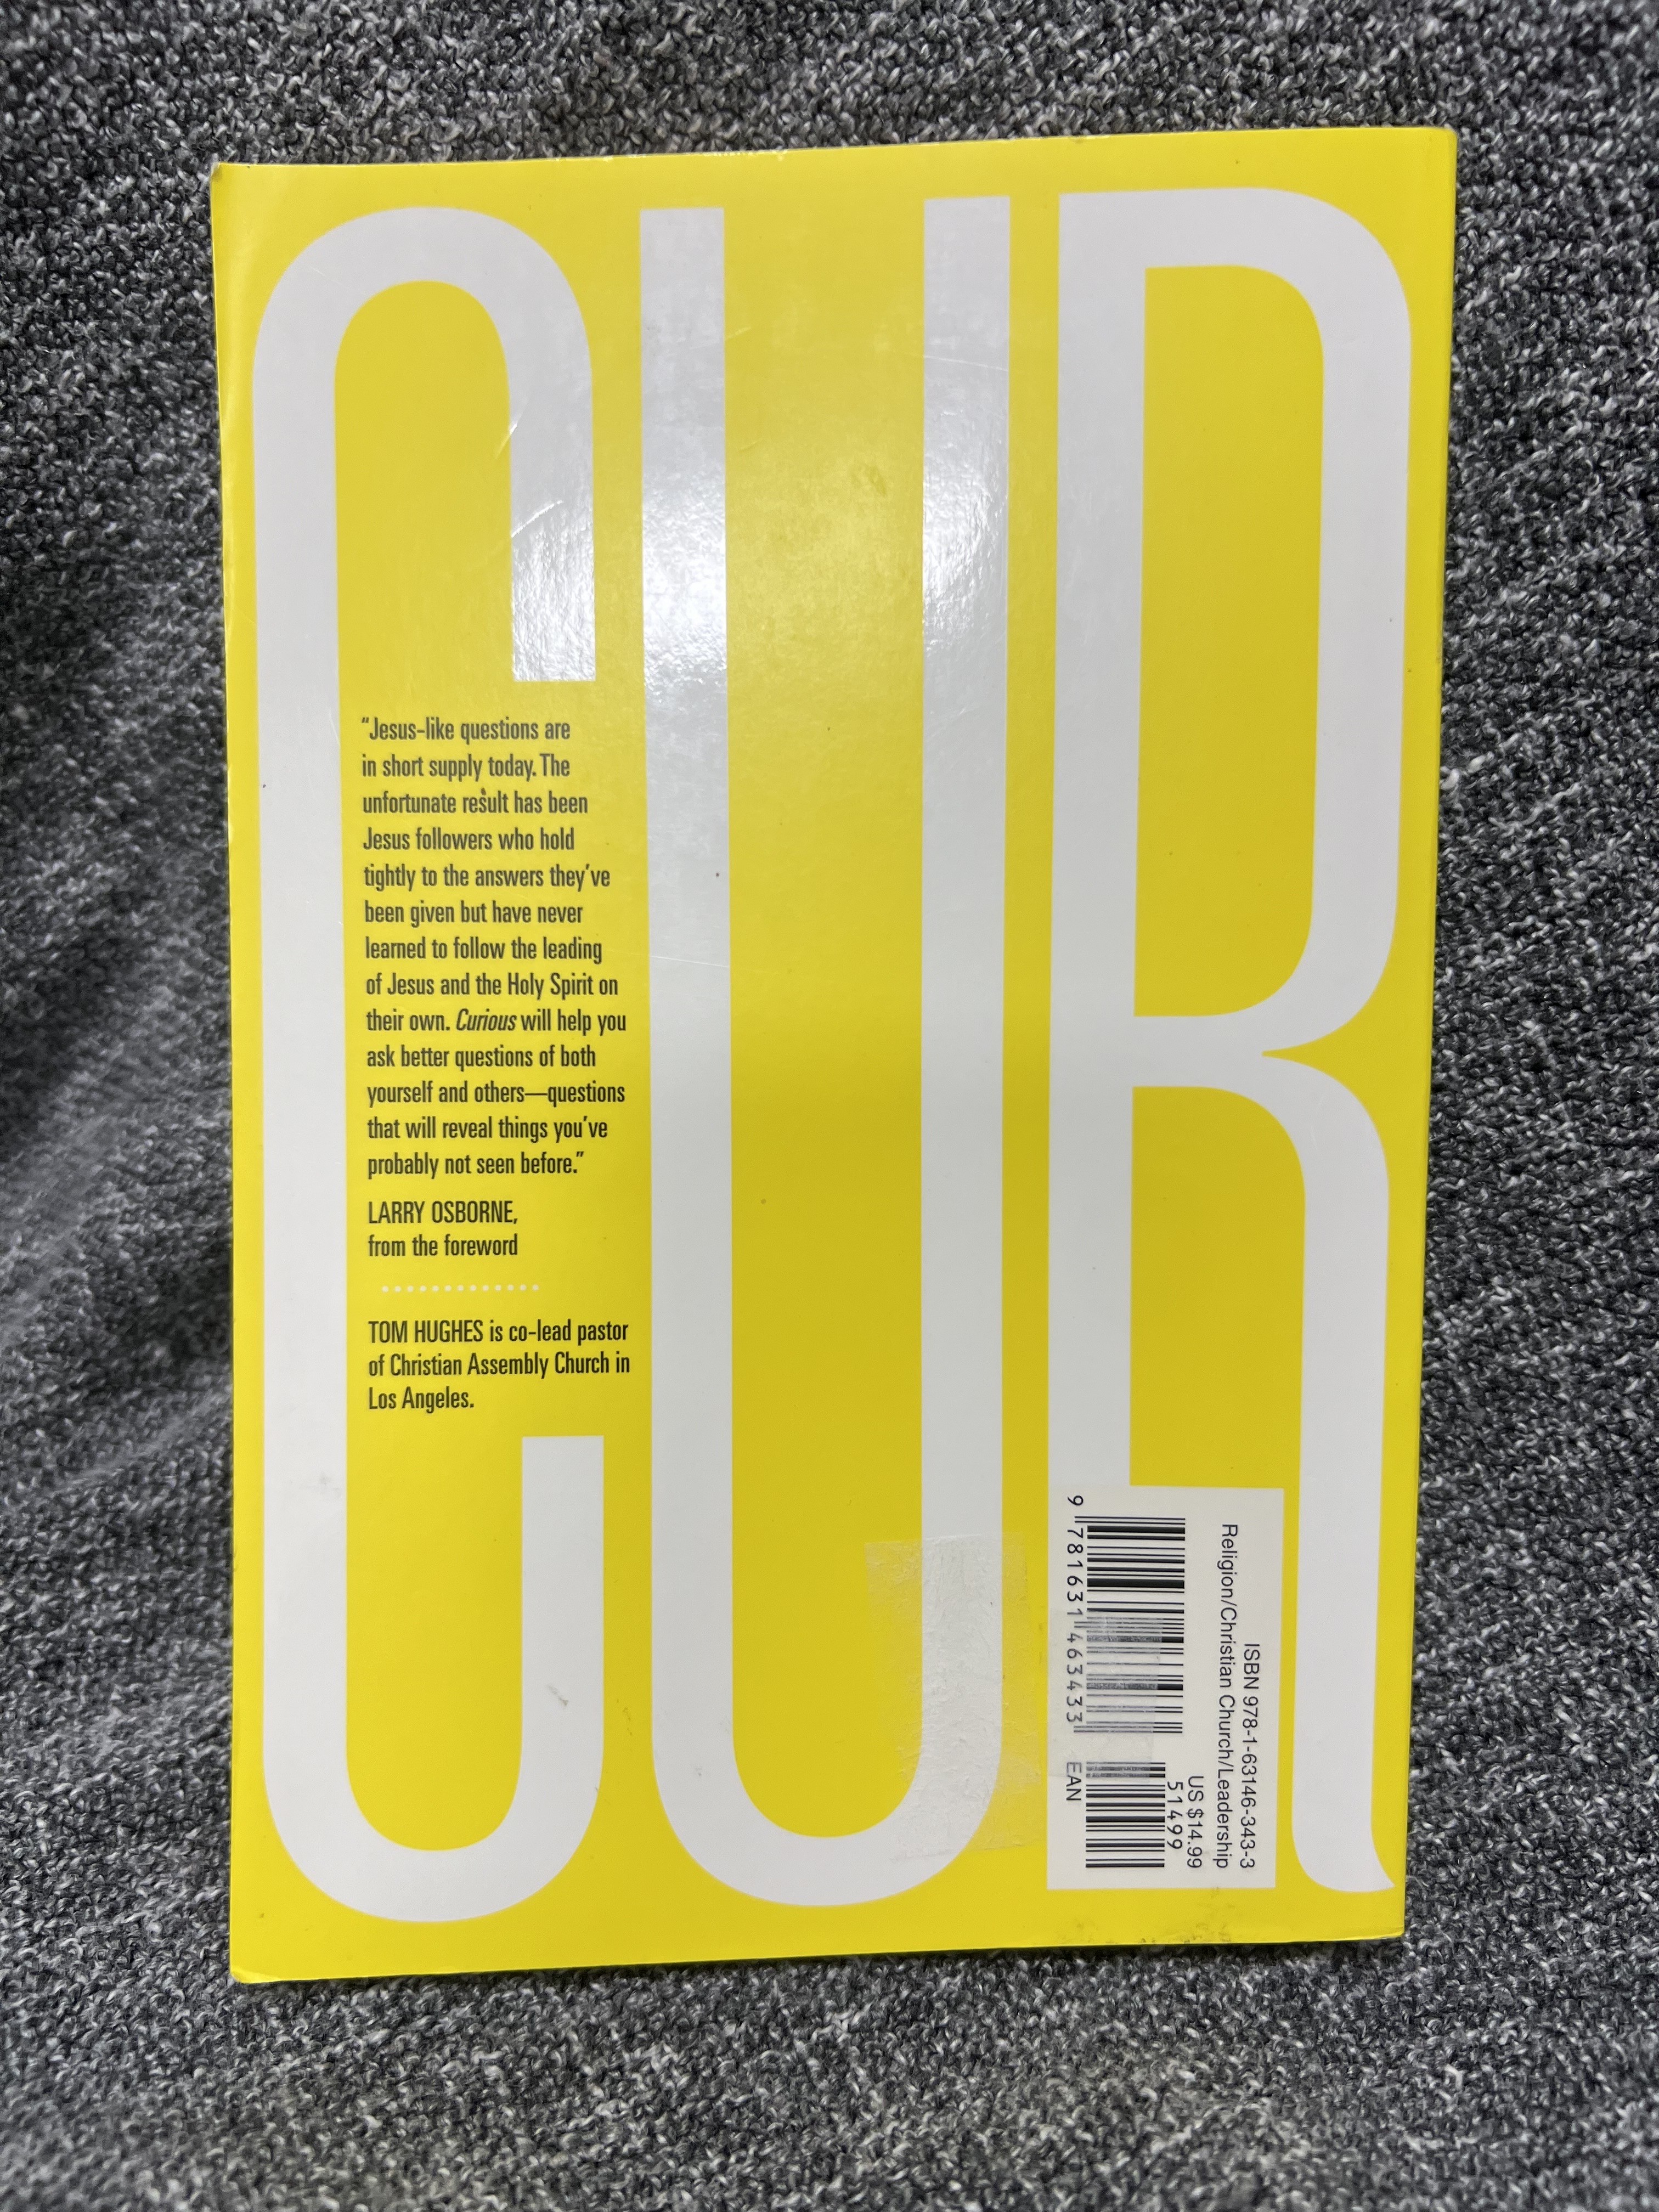 CUR
“Jesus-like questions are
in short supply today. The
unfortunate result has been
Jesus followers who hold
tightly to the answers they’ve
been given but have never
learned to follow the leading
of Jesus and the Holy Spirit on
their own. Curious will help you
ask better questions of both
yourself and others—questions
that will reveal things you’ve
probably not seen before.”
LARRY OSBORNE,
from the foreword
TOM HUGHES is co-lead pastor
of Christian Assembly Church in
Los Angeles.
ISBN 978-1-63146-343-3
Religion/Christian Church/Leadership
US $14.99
51499
9 781631 463433
EAN